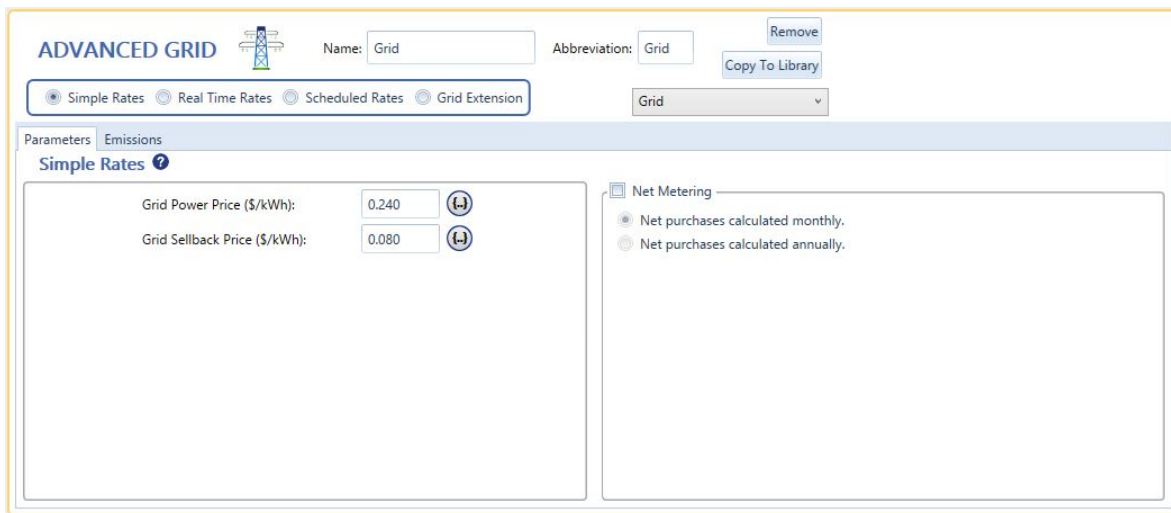 ADVANCED GRID
Name: Grid
Abbreviation: Grid
Remove
Copy To Library
Simple Rates Real Time Rates Scheduled Rates Grid Extension
Grid
Parameters Emissions
Simple Rates ?
Grid Power Price ($/kWh): 0.240 {..}
Grid Sellback Price ($/kWh): 0.080 {..}
Net Metering
Net purchases calculated monthly.
Net purchases calculated annually.